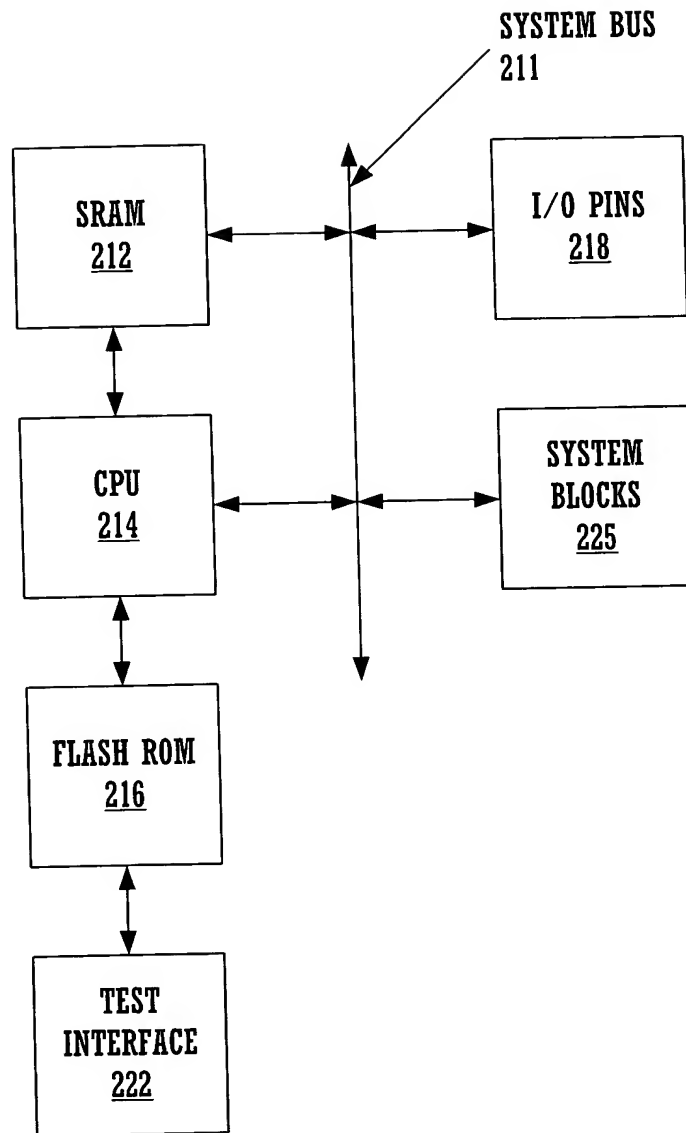 SYSTEM BUS
211
SRAM
212
I/O PINS
218
CPU
214
SYSTEM
BLOCKS
225
FLASH ROM
216
TEST
INTERFACE
222